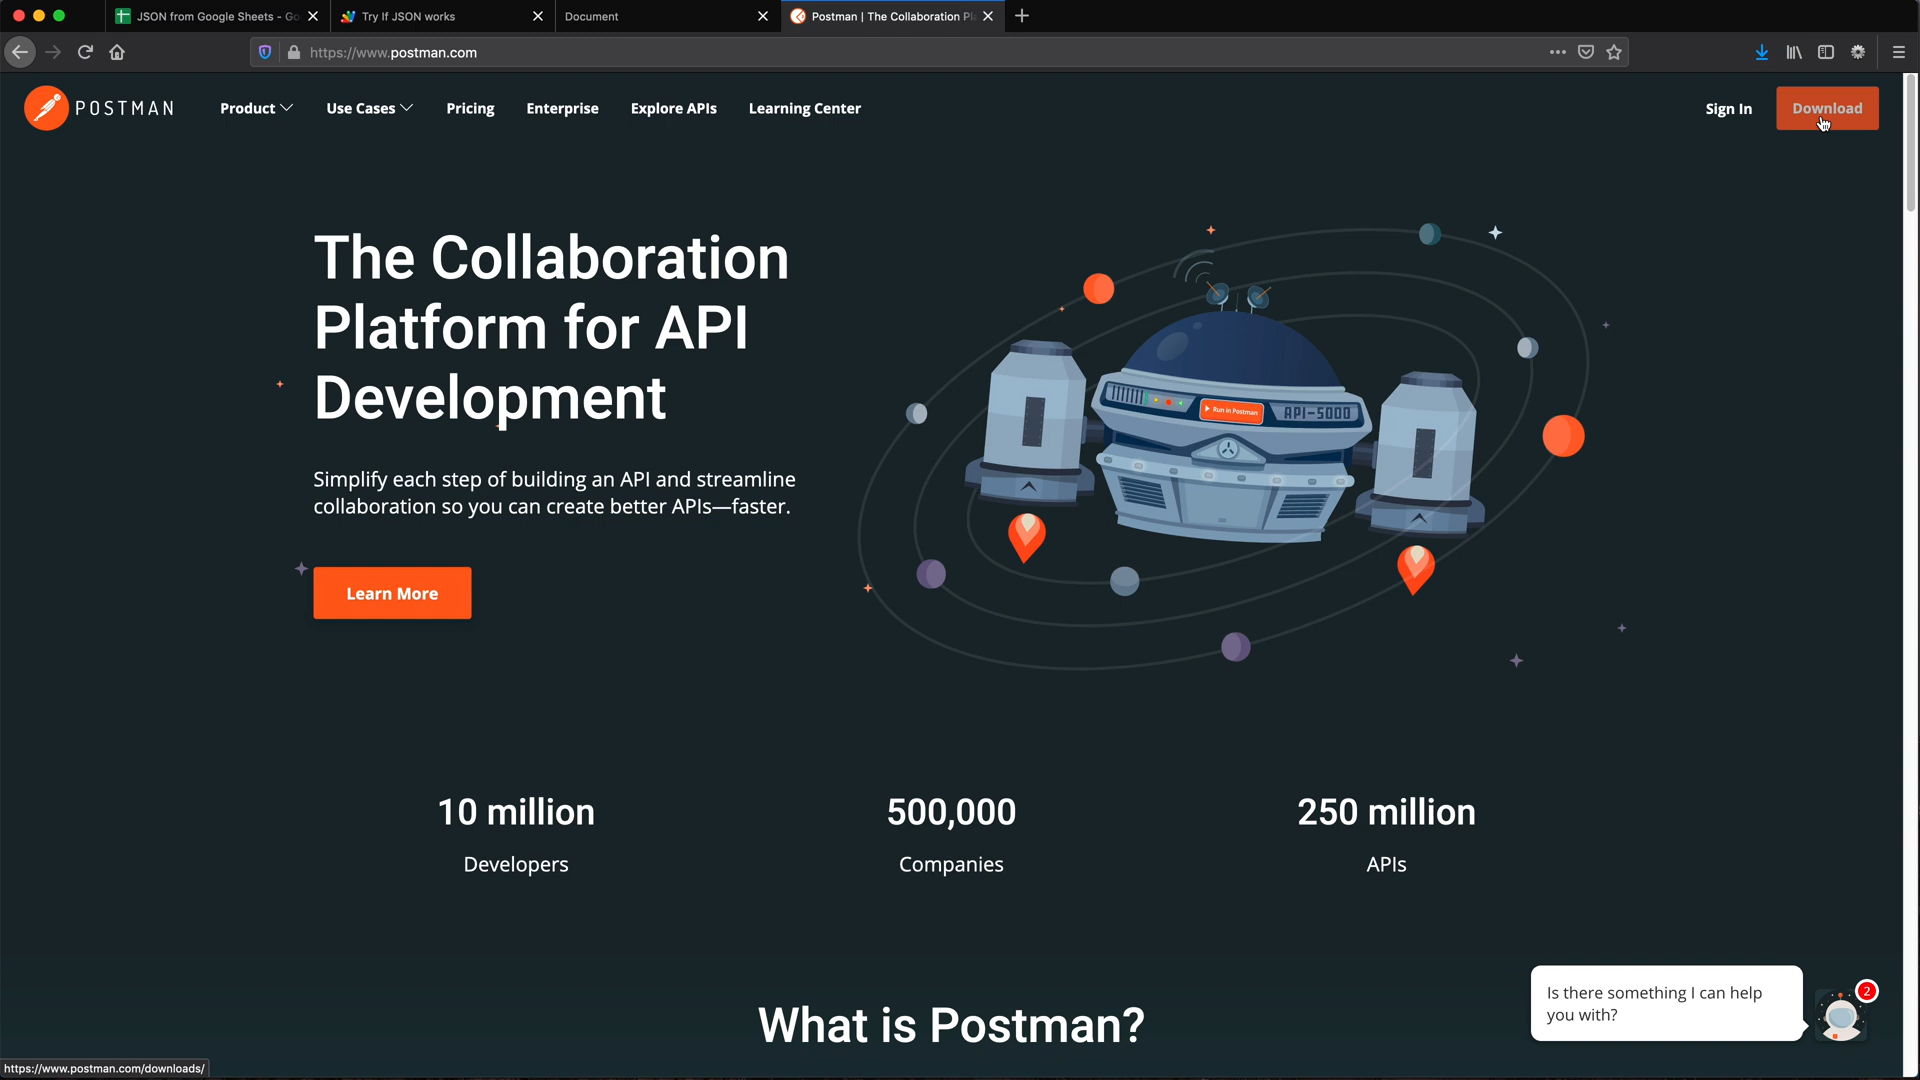 JSON from Google Sheets - Go
Try If JSON works
Document
Postman | The Collaboration Pl
https://www.postman.com
POSTMAN
Product
Use Cases
Pricing
Enterprise
Explore APIs
Learning Center
Sign In
Download
The Collaboration
Platform for API
Development
Simplify each step of building an API and streamline
collaboration so you can create better APIs—faster.
Learn More
Run in Postman
API-5000
10 million
500,000
250 million
Developers
Companies
APIs
What is Postman?
Is there something I can help
you with?
2
https://www.postman.com/downloads/